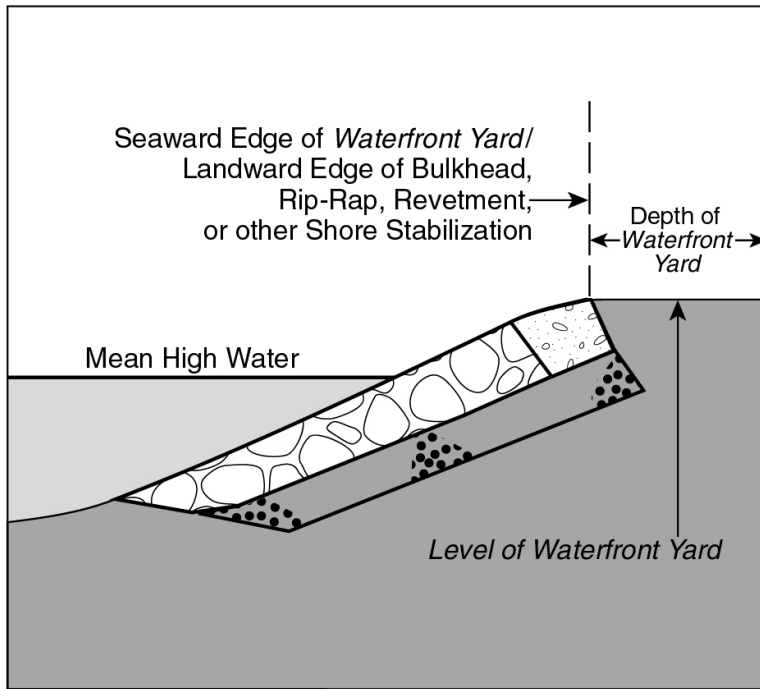 Seaward Edge of Waterfront Yard/
Landward Edge of Bulkhead,
Rip-Rap, Revetment,
or other Shore Stabilization
Depth of
Waterfront
Yard
Mean High Water
Level of Waterfront Yard